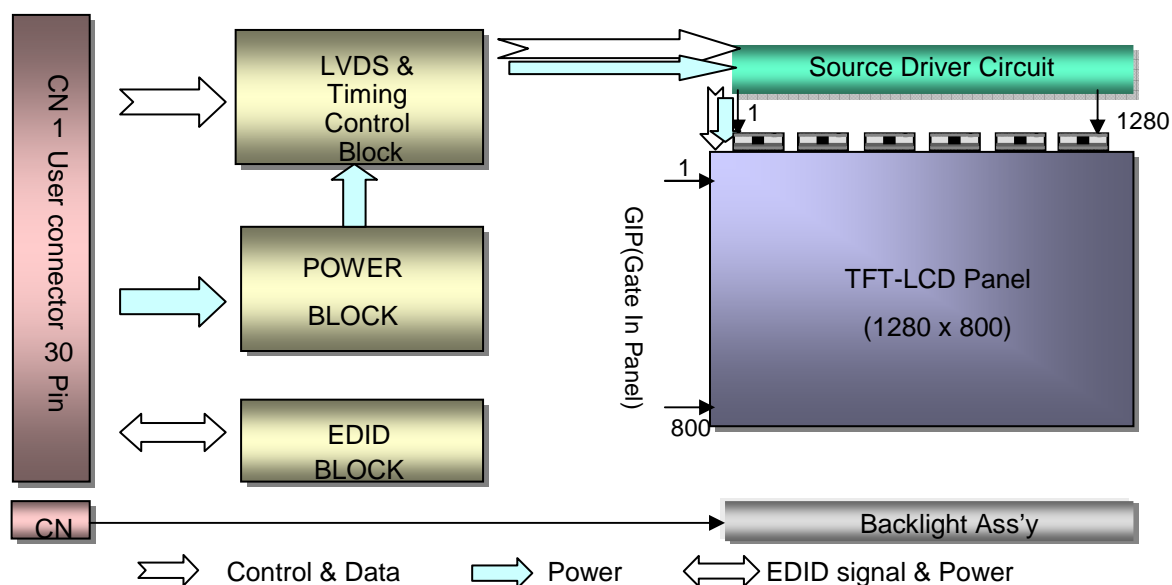 CN 1 User connector 30 Pin
LVDS &
Timing
Control
Block
Source Driver Circuit
1
1280
1
GIP(Gate In Panel)
800
POWER
BLOCK
TFT-LCD Panel
(1280 x 800)
EDID
BLOCK
CN
Backlight Ass'y
Control & Data
Power
EDID signal & Power